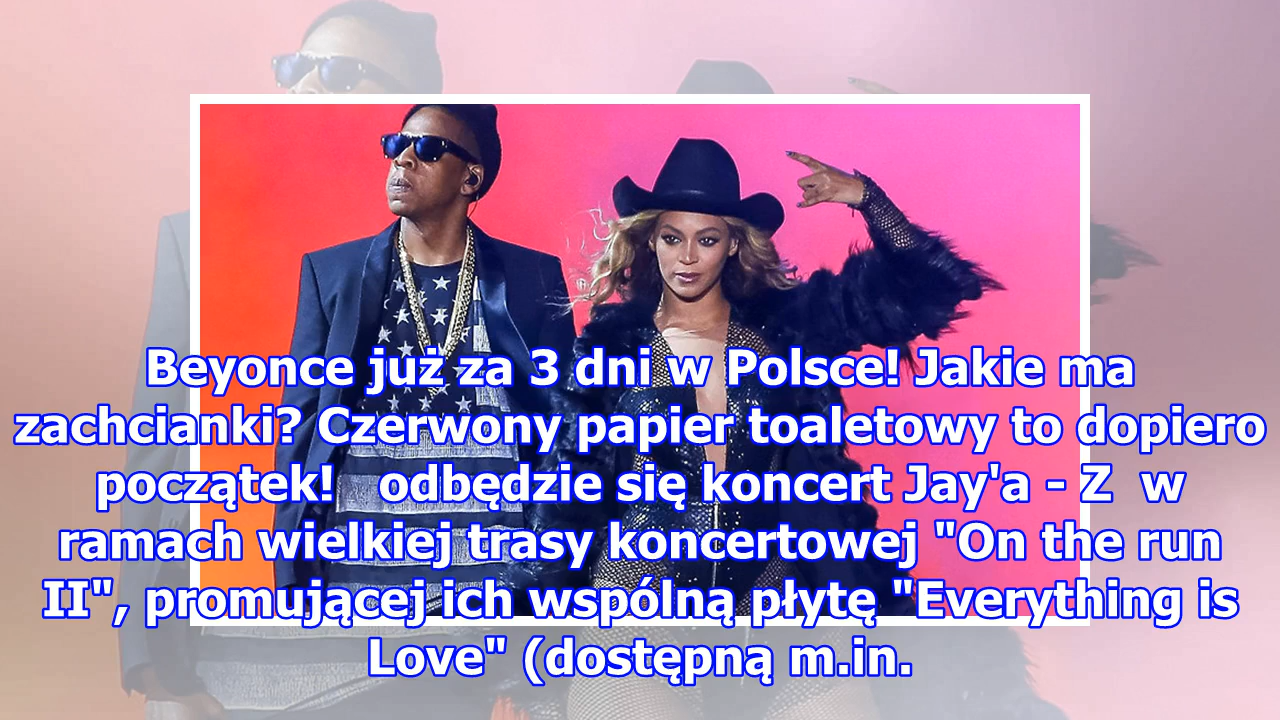 Beyonce już za 3 dni w Polsce! Jakie ma
zachcianki? Czerwony papier toaletowy to dopiero
początek!   odbędzie się koncert Jay'a - Z  w
ramach wielkiej trasy koncertowej "On the run
II", promującej ich wspólną płytę "Everything is
Love" (dostępną m.in.